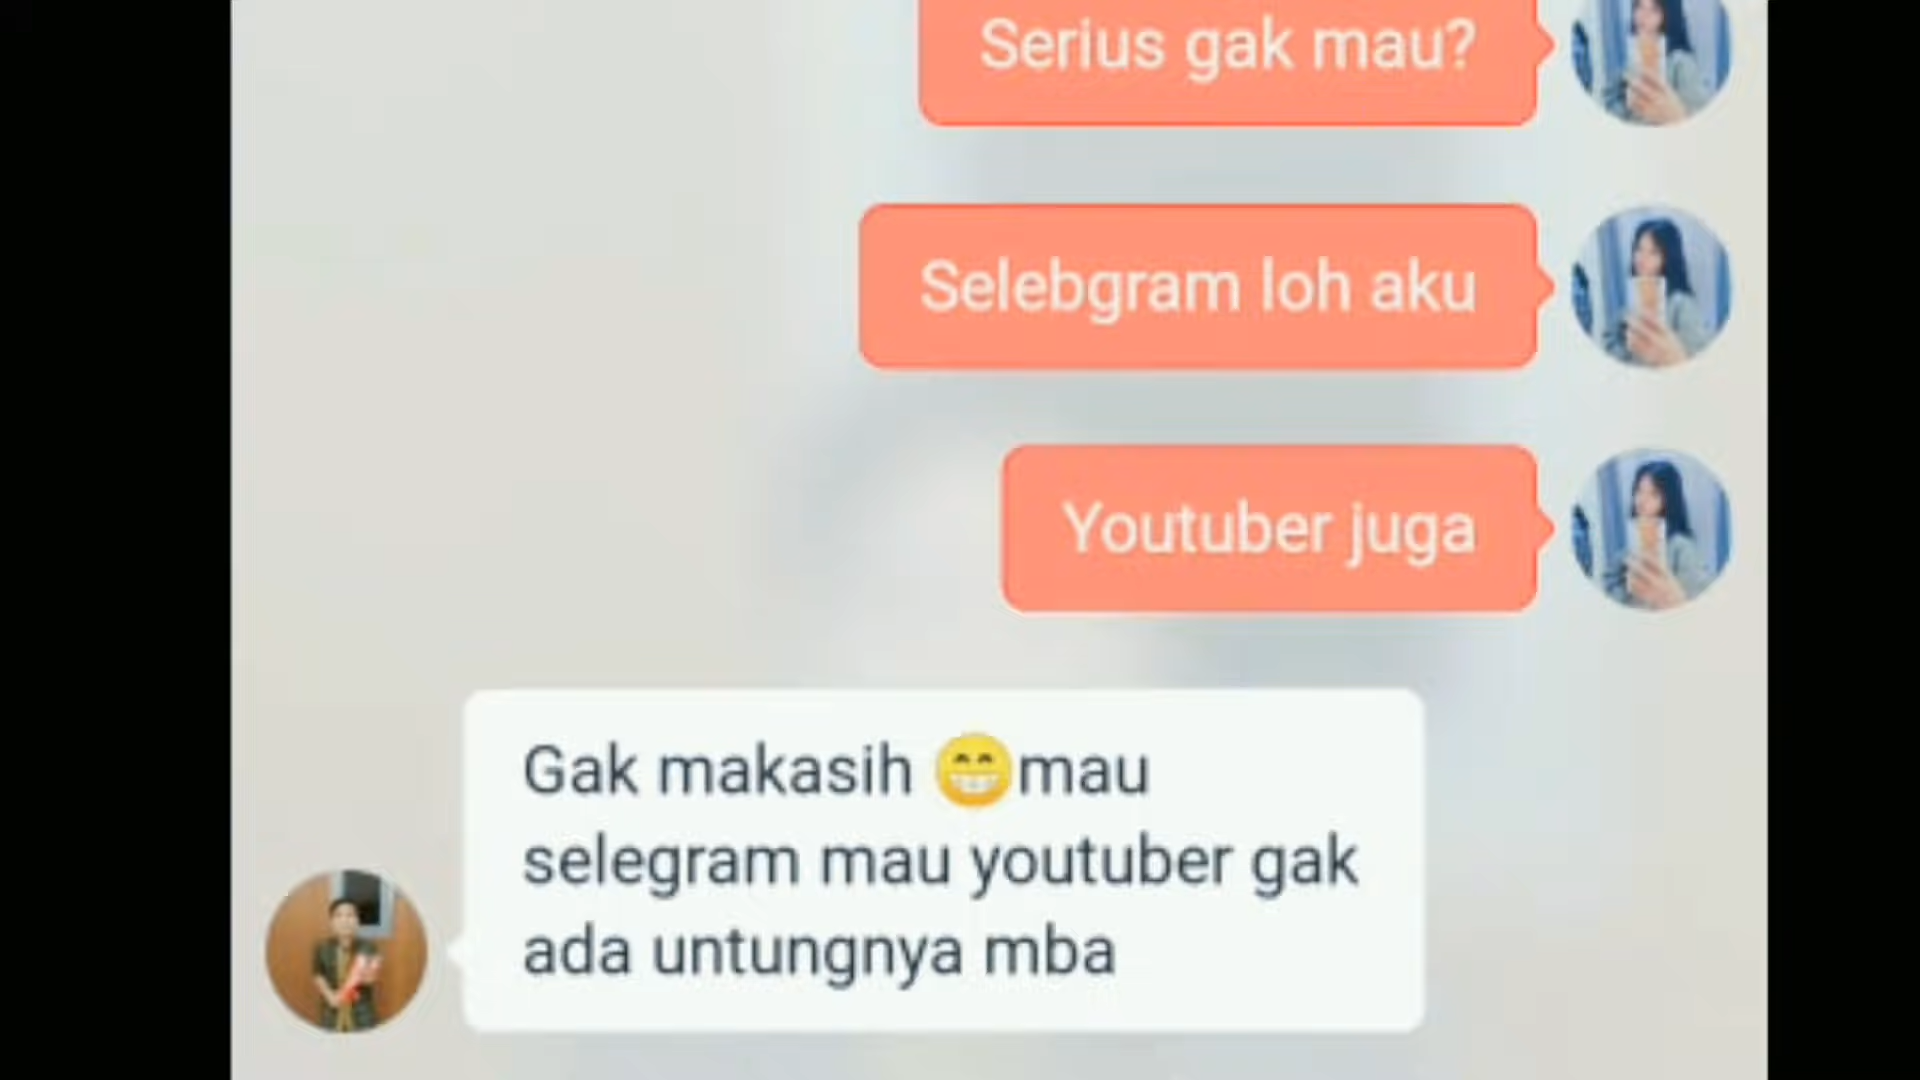 Serius gak mau?
Selebgram loh aku
Youtuber juga
Gak makasih 😁mau
selegram mau youtuber gak
ada untungnya mba